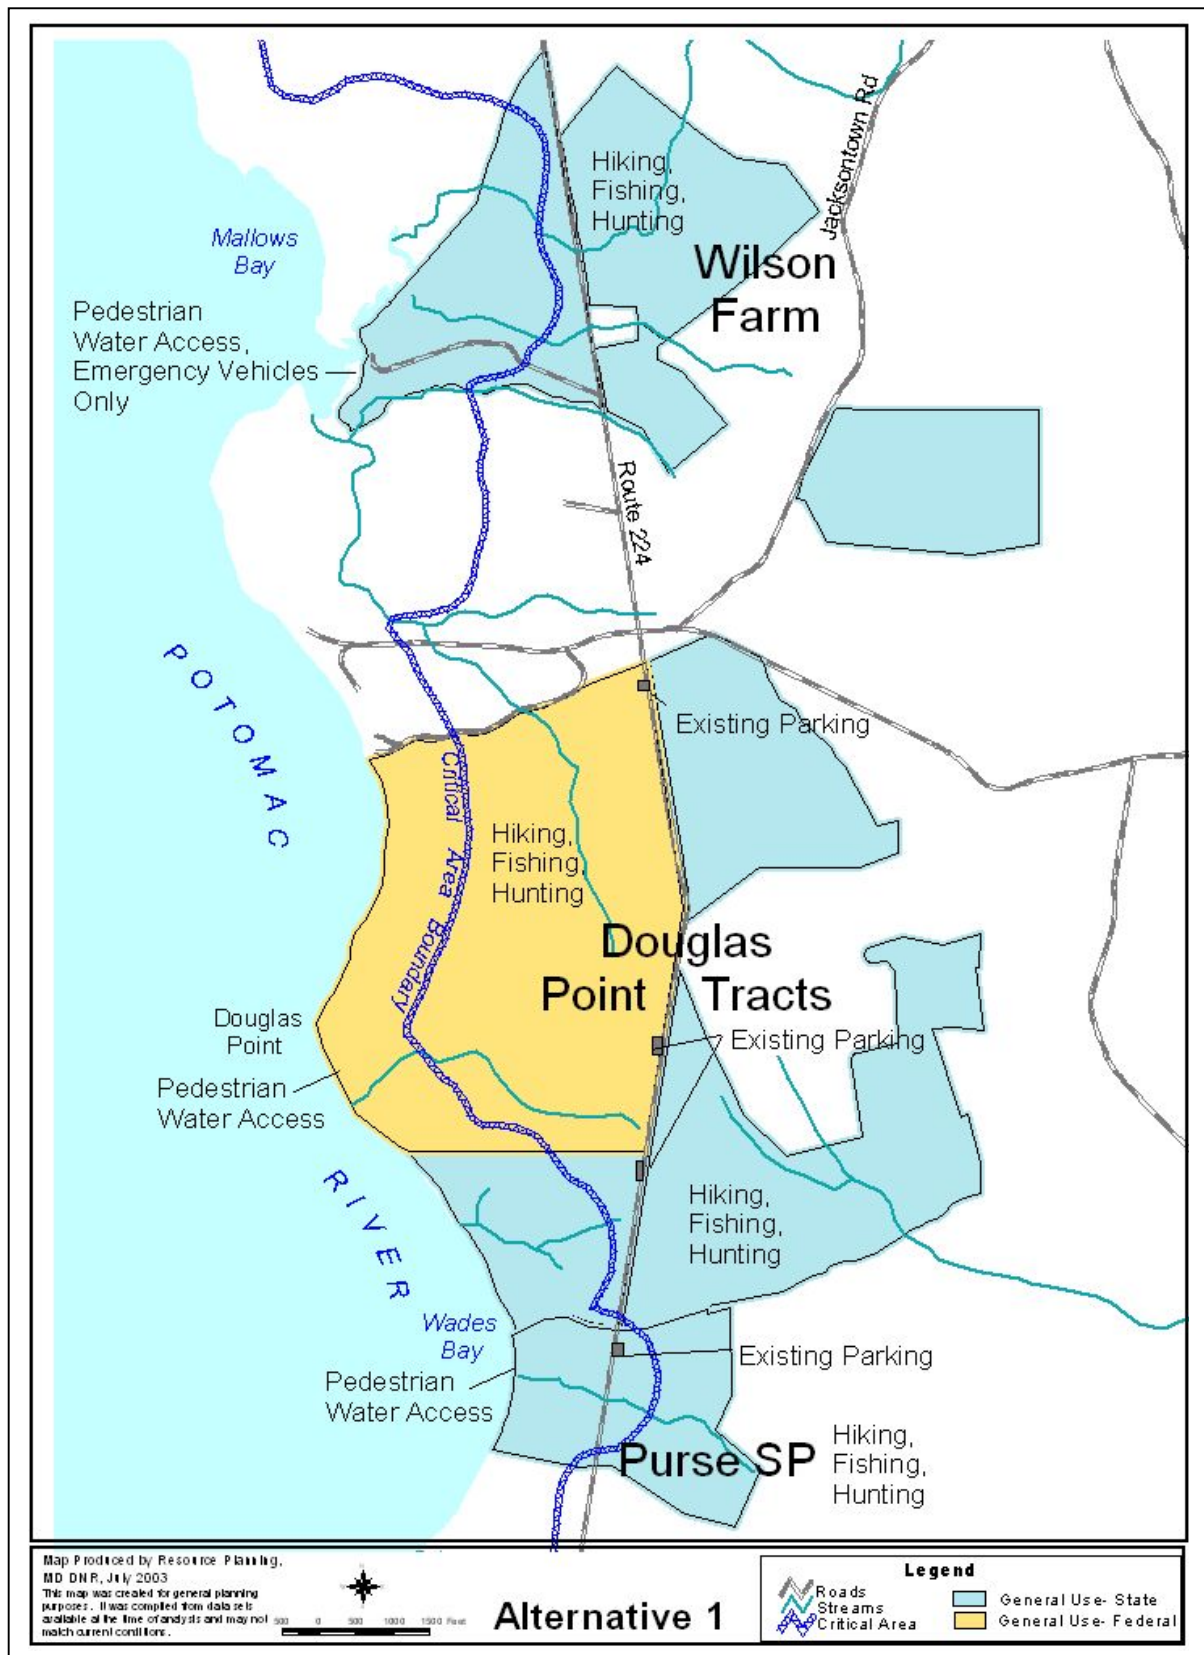 Jacksontown Rd
Hiking,
Fishing,
Hunting
Wilson
Farm
Mallows
Bay
Pedestrian
Water Access,
Emergency Vehicles
Only
Route 224
POTOMAC
Existing Parking
Critical Area Boundary
Hiking,
Fishing,
Hunting
Douglas
Point Tracts
Existing Parking
Douglas
Point
Pedestrian
Water Access
RIVER
Hiking,
Fishing,
Hunting
Wades
Bay
Existing Parking
Pedestrian
Water Access
Purse SP
Hiking,
Fishing,
Hunting
Map Produced by Resource Planning,
MD DNR, July 2003
This map was created for general planning
purposes. It was compiled from data sets
available at the time of analysis and may not
match current conditions.
500 0 500 1000 1500 Feet
Alternative 1
Legend
Roads
Streams
Critical Area
General Use- State
General Use- Federal